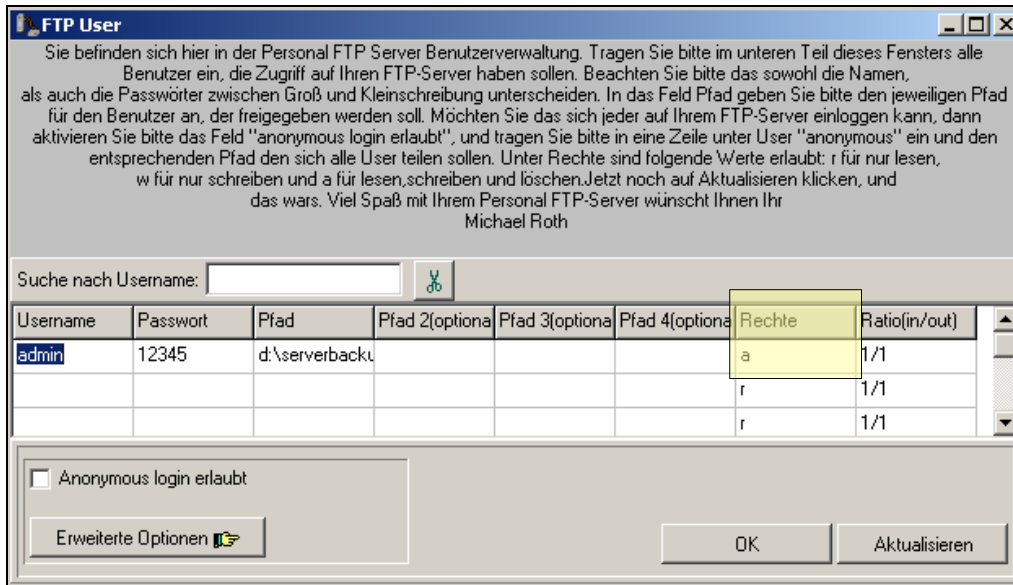 FTP User
Sie befinden sich hier in der Personal FTP Server Benutzerverwaltung. Tragen Sie bitte im unteren Teil dieses Fensters alle
Benutzer ein, die Zugriff auf Ihren FTP-Server haben sollen. Beachten Sie bitte das sowohl die Namen,
als auch die Passwörter zwischen Groß und Kleinschreibung unterscheiden. In das Feld Pfad geben Sie bitte den jeweiligen Pfad
für den Benutzer an, der freigegeben werden soll. Möchten Sie das sich jeder auf Ihrem FTP-Server einloggen kann, dann
aktivieren Sie bitte das Feld "anonymous login erlaubt", und tragen Sie bitte in eine Zeile unter User "anonymous" ein und den
entsprechenden Pfad den sich alle User teilen sollen. Unter Rechte sind folgende Werte erlaubt: r für nur lesen,
w für nur schreiben und a für lesen,schreiben und löschen.Jetzt noch auf Aktualisieren klicken, und
das wars. Viel Spaß mit Ihrem Personal FTP-Server wünscht Ihnen Ihr
Michael Roth
Suche nach Username:
Username Passwort Pfad Pfad 2(optiona Pfad 3(optiona Pfad 4(optiona Rechte Ratio(in/out)
admin 12345 d:\serverbacku a 1/1
r 1/1
r 1/1
Anonymous login erlaubt
Erweiterte Optionen
OK Aktualisieren